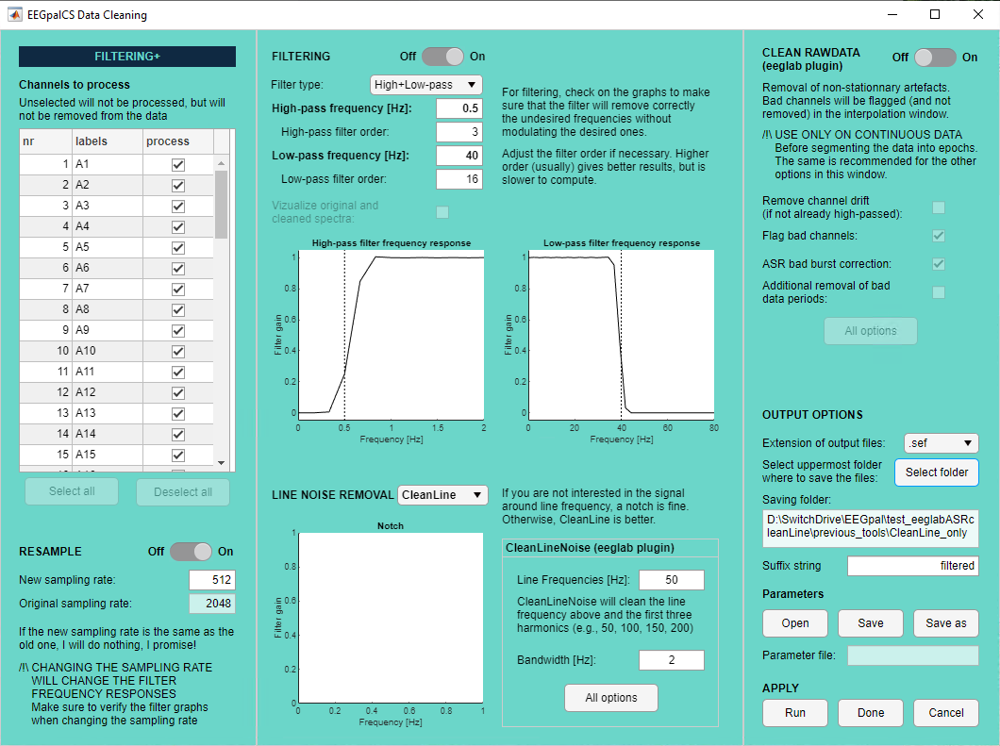 EEGpalCS Data Cleaning
FILTERING+
Channels to process
Unselected will not be processed, but will
not be removed from the data
nr labels process
1 A1
2 A2
3 A3
4 A4
5 A5
6 A6
7 A7
8 A8
9 A9
10 A10
11 A11
12 A12
13 A13
14 A14
15 A15
Select all Deselect all
RESAMPLE Off On
New sampling rate: 512
Original sampling rate: 2048
If the new sampling rate is the same as the
old one, I will do nothing, I promise!
/!\ CHANGING THE SAMPLING RATE
WILL CHANGE THE FILTER
FREQUENCY RESPONSES
Make sure to verify the filter graphs
when changing the sampling rate
FILTERING Off On
Filter type: High+Low-pass
High-pass frequency [Hz]: 0.5
High-pass filter order: 3
Low-pass frequency [Hz]: 40
Low-pass filter order: 16
Vizualize original and
cleaned spectra:
For filtering, check on the graphs to make
sure that the filter will remove correctly
the undesired frequencies without
modulating the desired ones.
Adjust the filter order if necessary. Higher
order (usually) gives better results, but is
slower to compute.
High-pass filter frequency response
Filter gain
1
0.8
0.6
0.4
0.2
0
0 0.5 1 1.5 2
Frequency [Hz]
Low-pass filter frequency response
Filter gain
1
0.8
0.6
0.4
0.2
0
0 20 40 60 80
Frequency [Hz]
LINE NOISE REMOVAL CleanLine
If you are not interested in the signal
around line frequency, a notch is fine.
Otherwise, CleanLine is better.
Notch
Filter gain
1
0.8
0.6
0.4
0.2
0
0 0.2 0.4 0.6 0.8 1
Frequency [Hz]
CleanLineNoise (eeglab plugin)
Line Frequencies [Hz]: 50
CleanLineNoise will clean the line
frequency above and the first three
harmonics (e.g., 50, 100, 150, 200)
Bandwidth [Hz]: 2
All options
CLEAN RAWDATA Off On
(eeglab plugin)
Removal of non-stationnary artefacts.
Bad channels will be flagged (and not
removed) in the interpolation window.
/!\ USE ONLY ON CONTINUOUS DATA
Before segmenting the data into epochs.
The same is recommended for the other
options in this window.
Remove channel drift
(if not already high-passed):
Flag bad channels:
ASR bad burst correction:
Additional removal of bad
data periods:
All options
OUTPUT OPTIONS
Extension of output files: .sef
Select uppermost folder
where to save the files:
Select folder
Saving folder:
D:\SwitchDrive\EEGpal\test_eeglabASRc
leanLine\previous_tools\CleanLine_only
Suffix string filtered
Parameters
Open Save Save as
Parameter file:
APPLY
Run Done Cancel